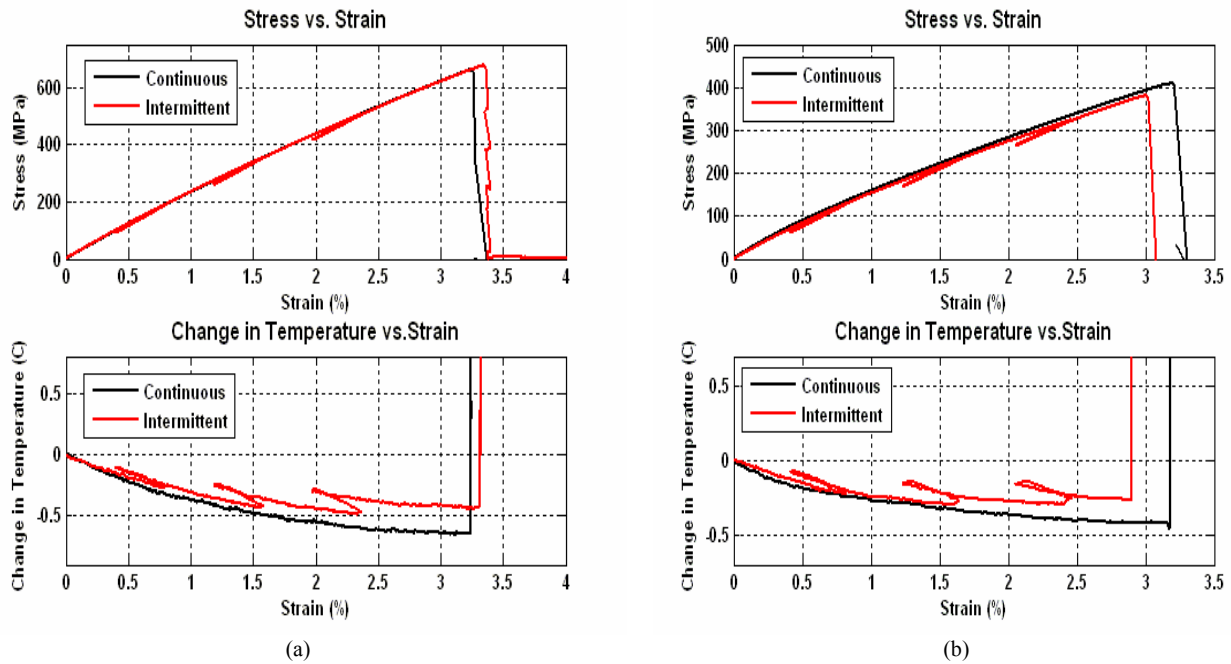 Stress vs. Strain
Stress (MPa)
600
400
200
0
Continuous
Intermittent
0 0.5 1 1.5 2 2.5 3 3.5 4
Strain (%)
Change in Temperature vs.Strain
Change in Temperature (C)
0.5
0
-0.5
Continuous
Intermittent
0 0.5 1 1.5 2 2.5 3 3.5 4
Strain (%)
(a)
Stress vs. Strain
Stress (MPa)
500
400
300
200
100
0
Continuous
Intermittent
0 0.5 1 1.5 2 2.5 3 3.5
Strain (%)
Change in Temperature vs.Strain
Change in Temperature (C)
0.5
0
-0.5
Continuous
Intermittent
0 0.5 1 1.5 2 2.5 3 3.5
Strain (%)
(b)